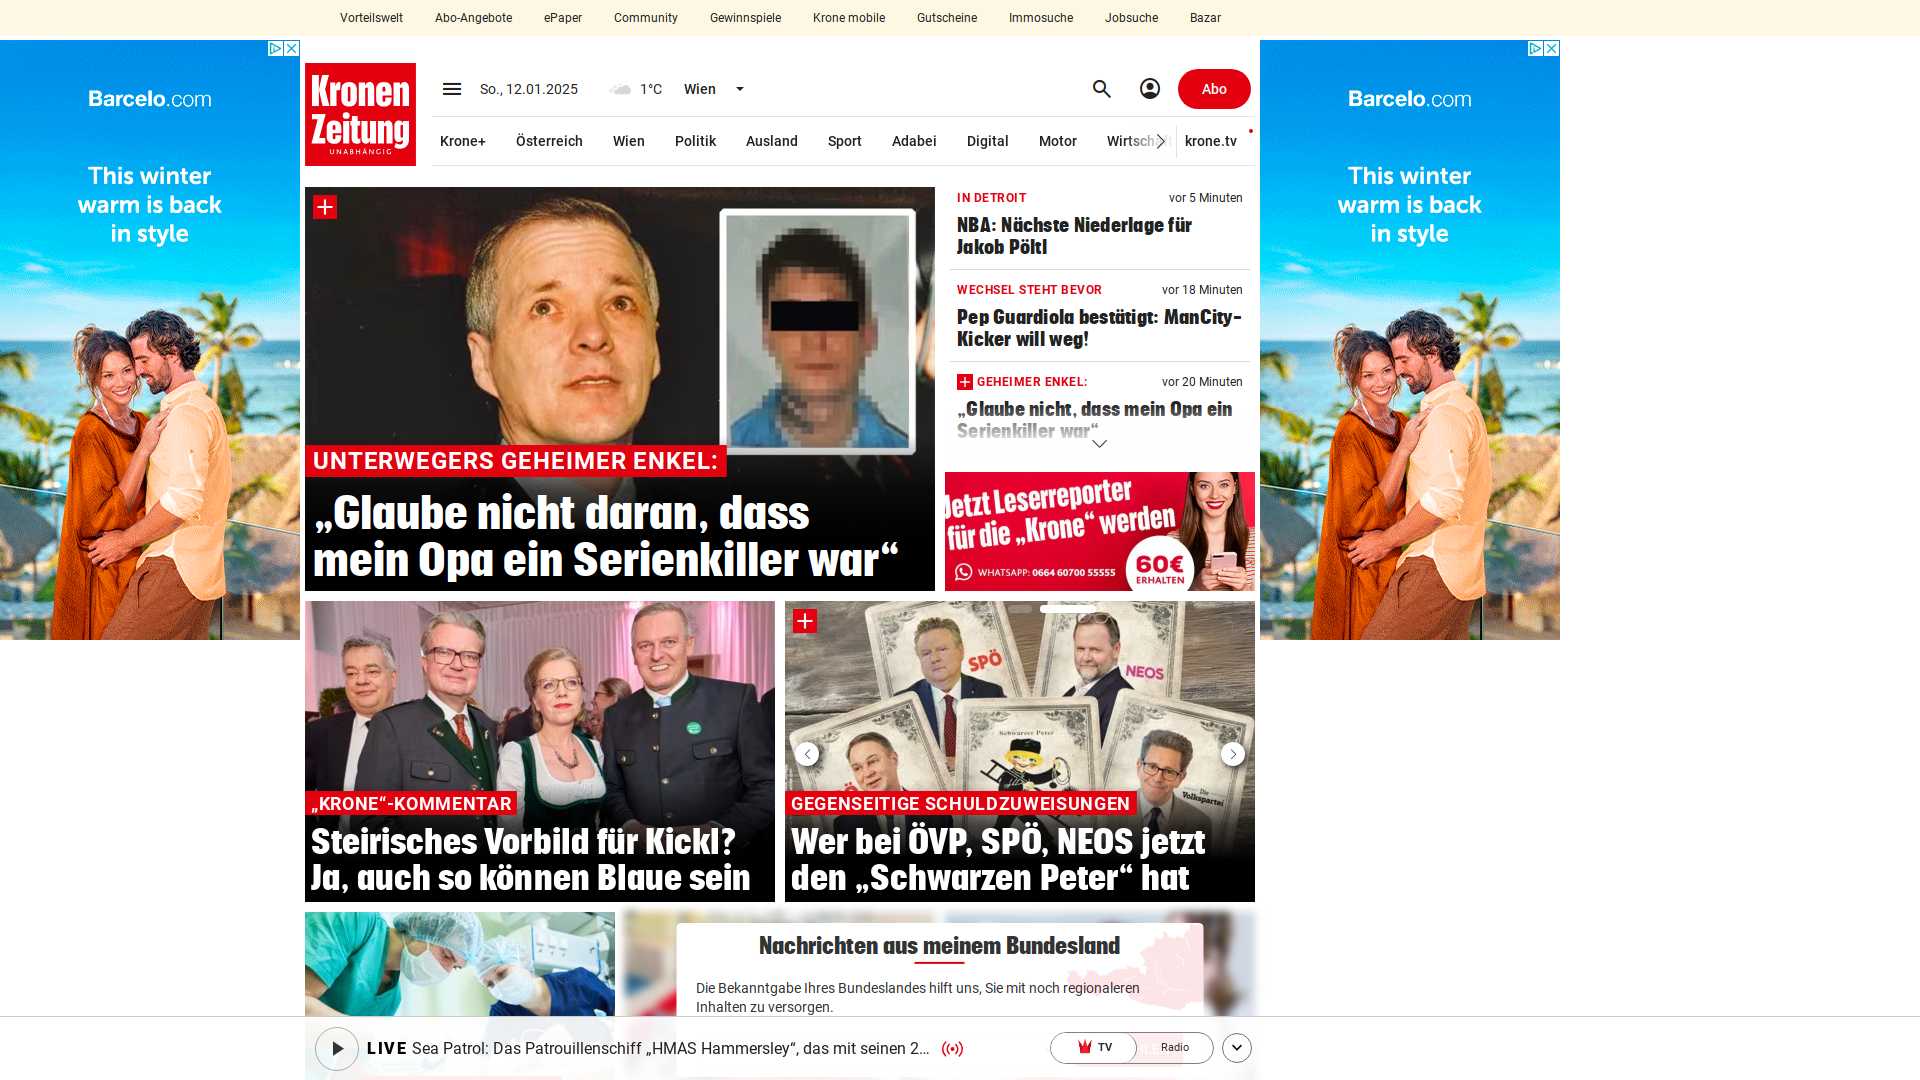 Vorteilswelt
Abo-Angebote
ePaper
Community
Gewinnspiele
Krone mobile
Gutscheine
Immosuche
Jobsuche
Bazar
Barcelo.com
This winter
warm is back
in style
Kronen
Zeitung
UNABHÄNGIG
So., 12.01.2025
1°C
Wien
Abo
Krone+
Österreich
Wien
Politik
Ausland
Sport
Adabei
Digital
Motor
krone.tv
UNTERWEGERS GEHEIMER ENKEL:
„Glaube nicht daran, dass
mein Opa ein Serienkiller war“
IN DETROIT
vor 5 Minuten
NBA: Nächste Niederlage für
Jakob Pöltl
WECHSEL STEHT BEVOR
vor 18 Minuten
Pep Guardiola bestätigt: ManCity-
Kicker will weg!
GEHEIMER ENKEL:
vor 20 Minuten
„Glaube nicht, dass mein Opa ein
Serienkiller war“
Jetzt Leserreporter
für die „Krone“ werden
WHATSAPP: 0664 60700 55555
60€
ERHALTEN
Barcelo.com
This winter
warm is back
in style
„KRONE“-KOMMENTAR
Steirisches Vorbild für Kickl?
Ja, auch so können Blaue sein
SPÖ
NEOS
Schwarzer Peter
Die
Volkspartei
GEGENSEITIGE SCHULDZUWEISUNGEN
Wer bei ÖVP, SPÖ, NEOS jetzt
den „Schwarzen Peter“ hat
Nachrichten aus meinem Bundesland
Die Bekanntgabe Ihres Bundeslandes hilft uns, Sie mit noch regionaleren
Inhalten zu versorgen.
LIVE Sea Patrol: Das Patrouillenschiff „HMAS Hammersley“, das mit seinen 2...
TV
Radio